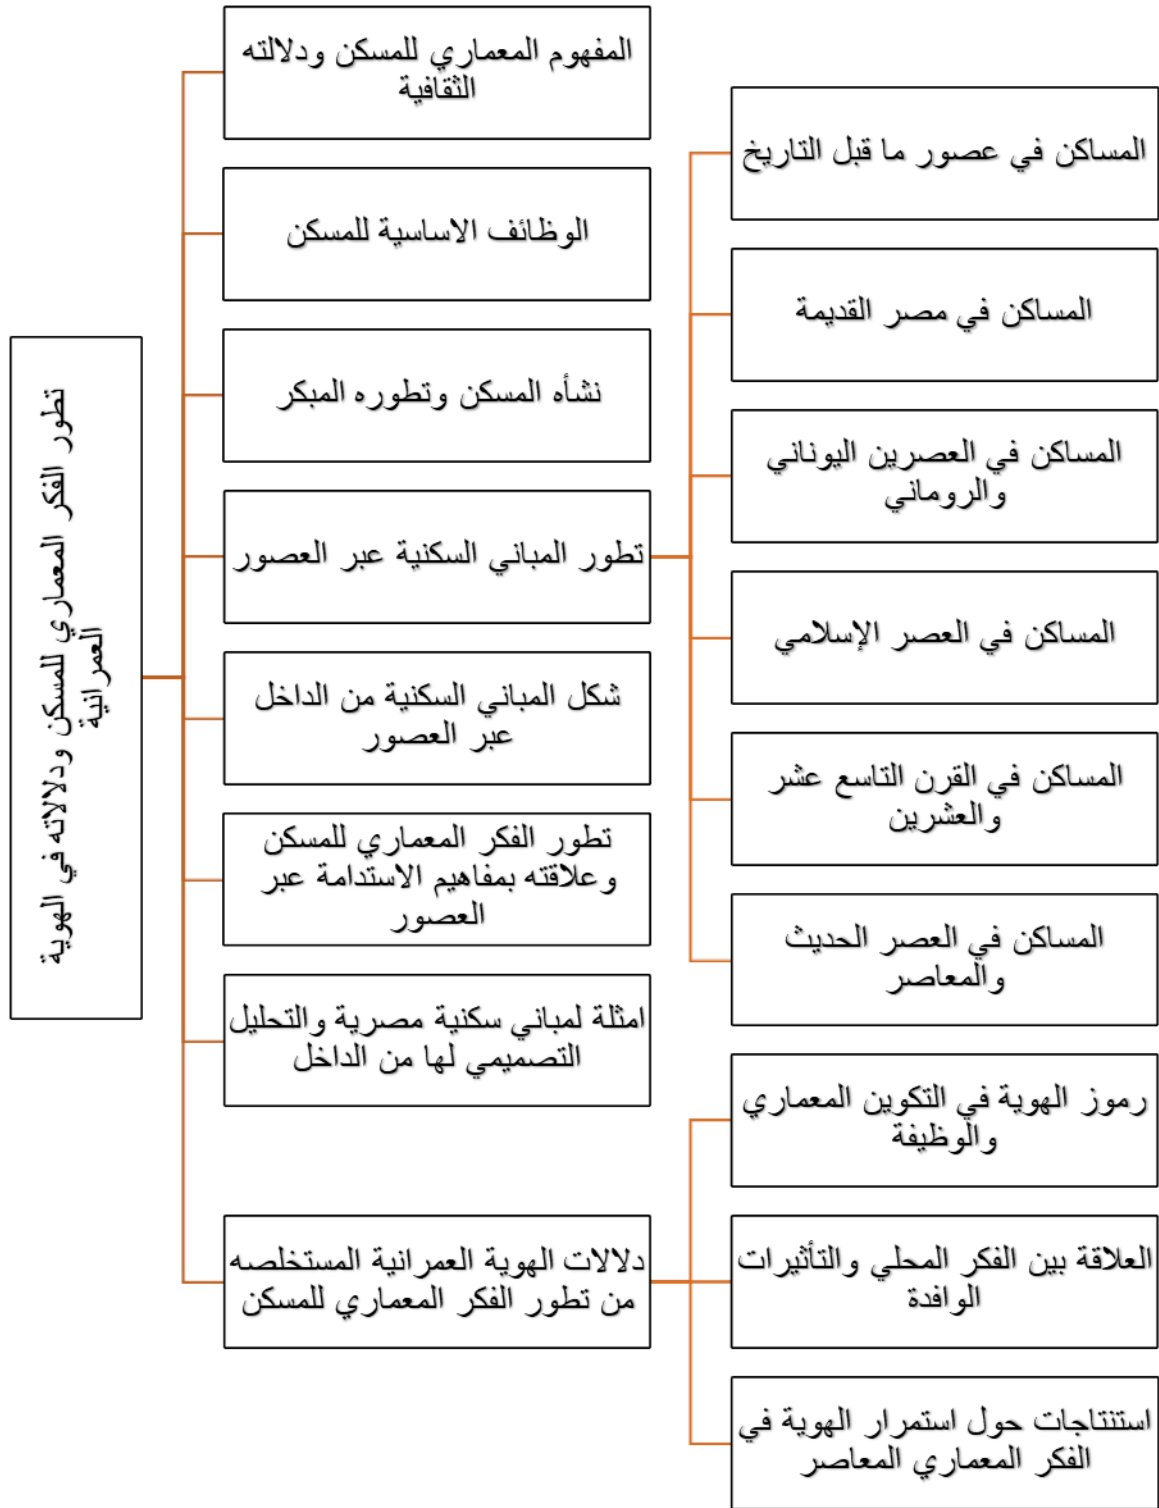 تطور الفكر المعماري للمسكن ودلالاته في الهوية
العمرانية
المفهوم المعماري للمسكن ودلالته
الثقافية
الوظائف الاساسية للمسكن
نشأه المسكن وتطوره المبكر
تطور المباني السكنية عبر العصور
المساكن في عصور ما قبل التاريخ
المساكن في مصر القديمة
المساكن في العصرين اليوناني
والروماني
المساكن في العصر الإسلامي
المساكن في القرن التاسع عشر
والعشرين
المساكن في العصر الحديث
والمعاصر
شكل المباني السكنية من الداخل
عبر العصور
تطور الفكر المعماري للمسكن
وعلاقته بمفاهيم الاستدامة عبر
العصور
امثلة لمباني سكنية مصرية والتحليل
التصميمي لها من الداخل
دلالات الهوية العمرانية المستخلصه
من تطور الفكر المعماري للمسكن
رموز الهوية في التكوين المعماري
والوظيفة
العلاقة بين الفكر المحلي والتأثيرات
الوافدة
استنتاجات حول استمرار الهوية في
الفكر المعماري المعاصر